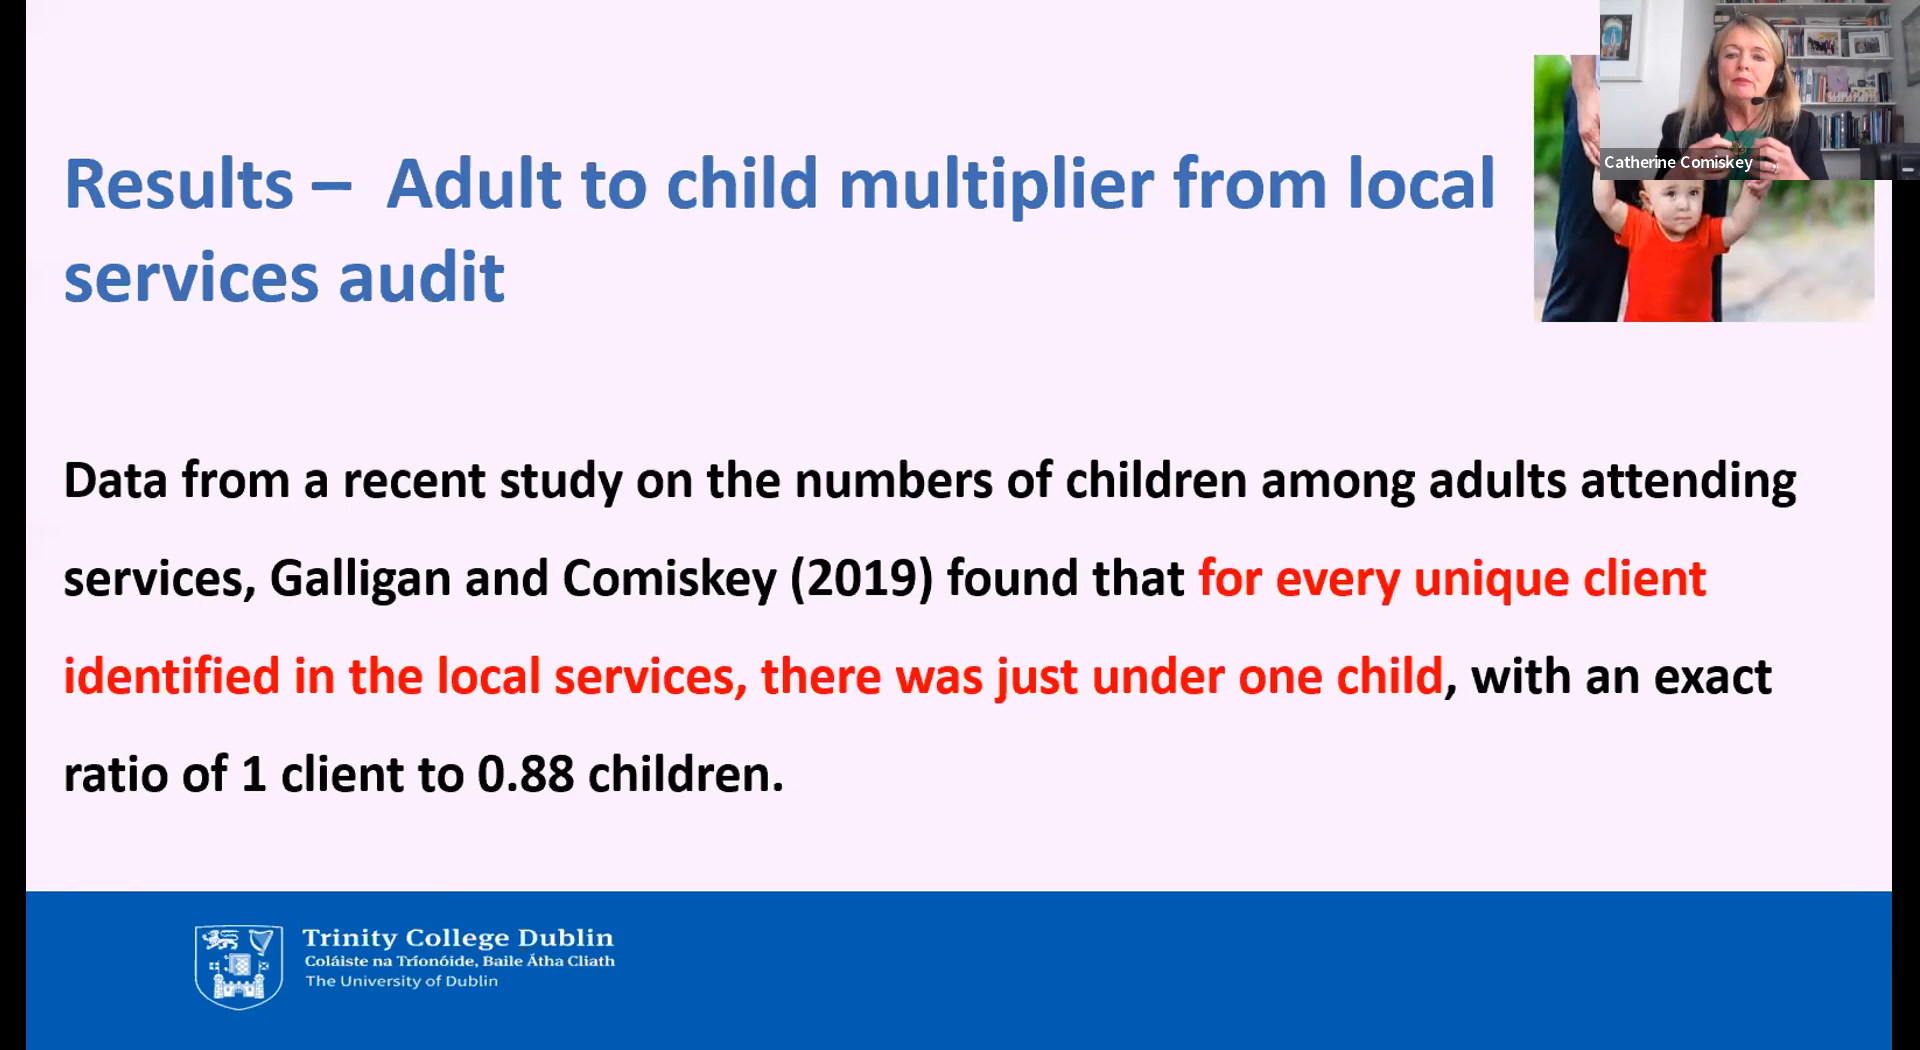 Results – Adult to child multiplier from local
services audit
Catherine Comiskey
Data from a recent study on the numbers of children among adults attending
services, Galligan and Comiskey (2019) found that for every unique client
identified in the local services, there was just under one child, with an exact
ratio of 1 client to 0.88 children.
Trinity College Dublin
Coláiste na Tríonóide, Baile Átha Cliath
The University of Dublin